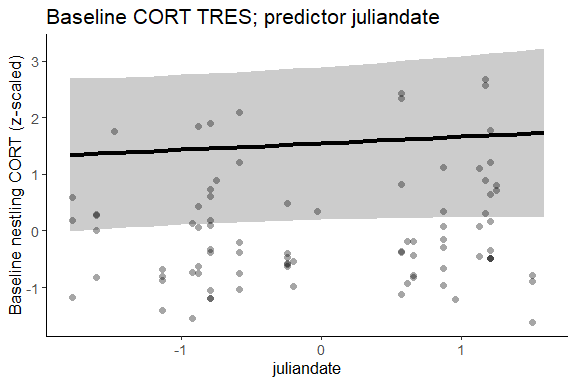 Baseline CORT TRES; predictor juliandate
Baseline nestling CORT (z-scaled)
3
2
1
0
-1
-1 0 1
juliandate